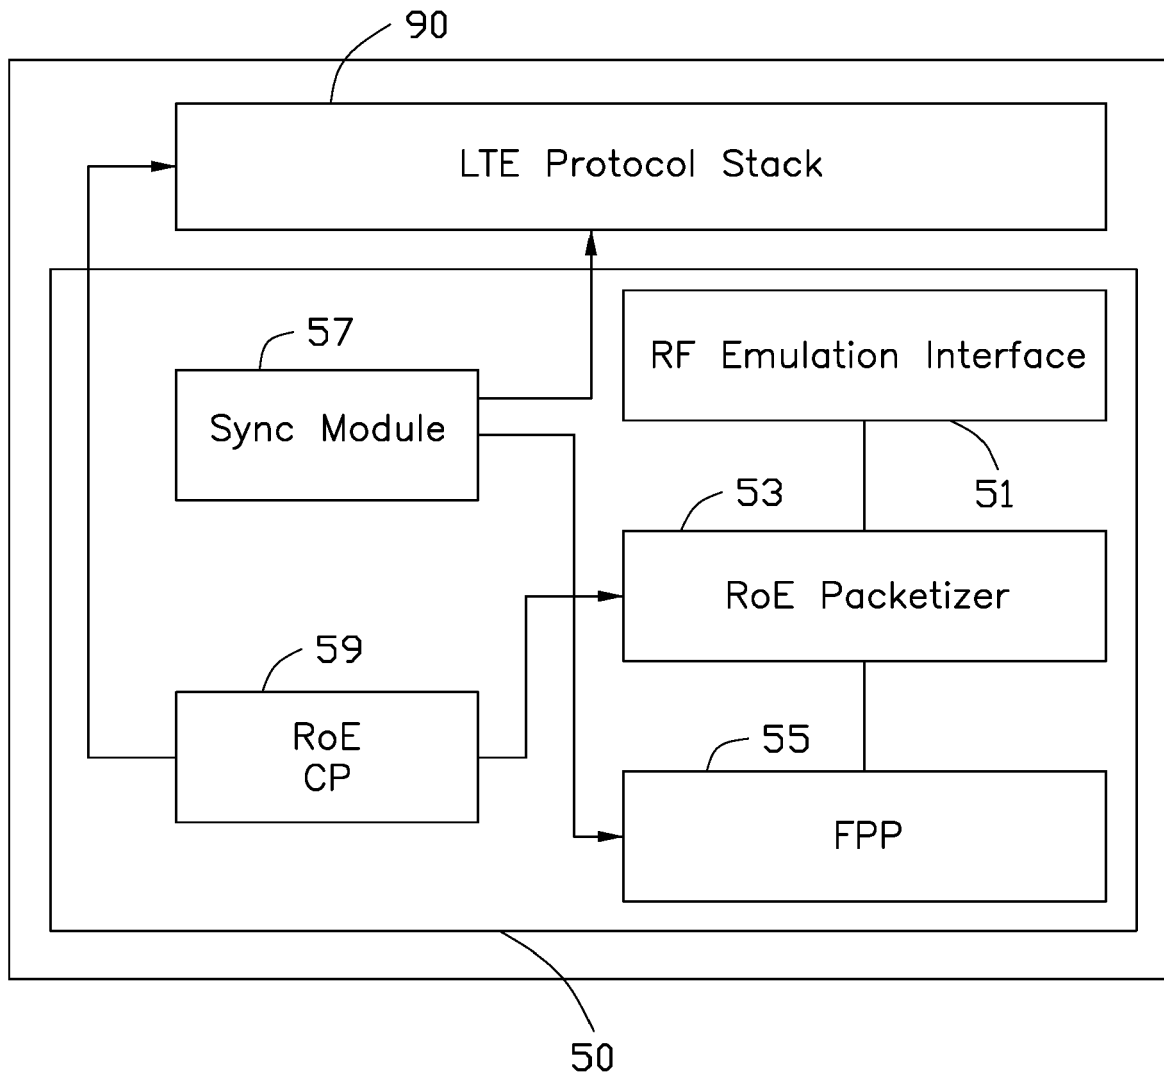 90
LTE Protocol Stack
57
RF Emulation Interface
Sync Module
51
53
RoE Packetizer
59
RoE
CP
55
FPP
50